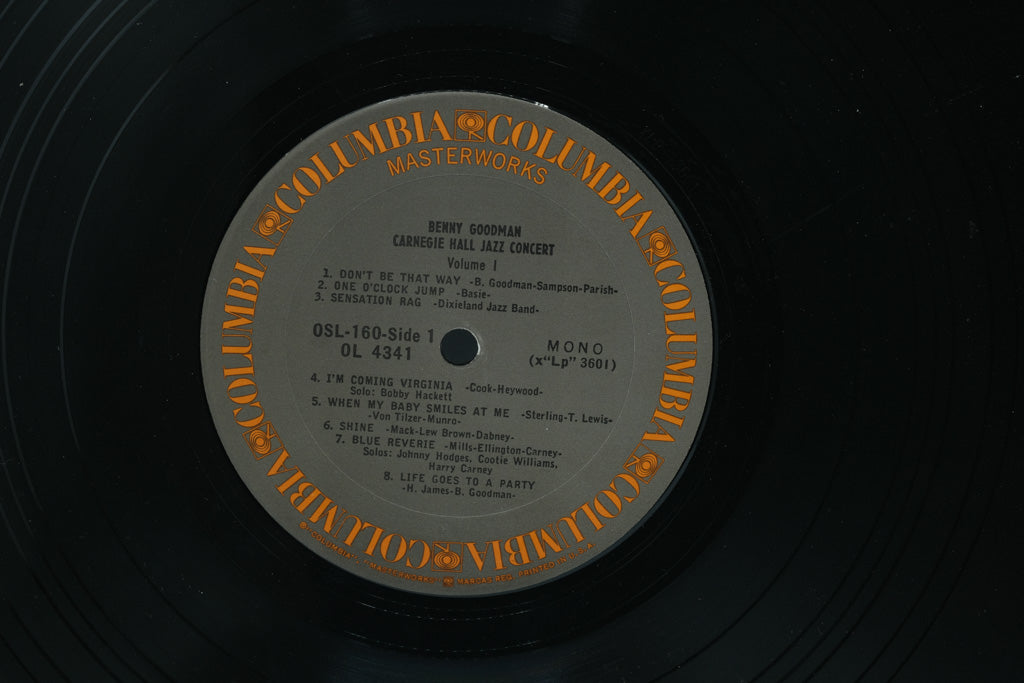 COLUMBIA COLUMBIA COLUMBIA COLUMBIA COLUMBIA COLUMBIA COLUMBIA
MASTERWORKS
BENNY GOODMAN
CARNEGIE HALL JAZZ CONCERT
Volume I
1. DON'T BE THAT WAY -B. Goodman-Sampson-Parish-
2. ONE O'CLOCK JUMP -Basie-
3. SENSATION RAG -Dixieland Jazz Band-
OSL-160-Side 1
OL 4341
MONO
(x"Lp" 3601)
4. I'M COMING VIRGINIA -Cook-Heywood-
Solo: Bobby Hackett
5. WHEN MY BABY SMILES AT ME -Sterling-T. Lewis-
-Von Tilzer-Munro-
6. SHINE -Mack-Lew Brown-Dabney-
7. BLUE REVERIE -Mills-Ellington-Carney-
Solos: Johnny Hodges, Cootie Williams,
Harry Carney
8. LIFE GOES TO A PARTY
-H. James-B. Goodman-
"COLUMBIA", "MASTERWORKS", MARCAS REG. PRINTED IN U.S.A.